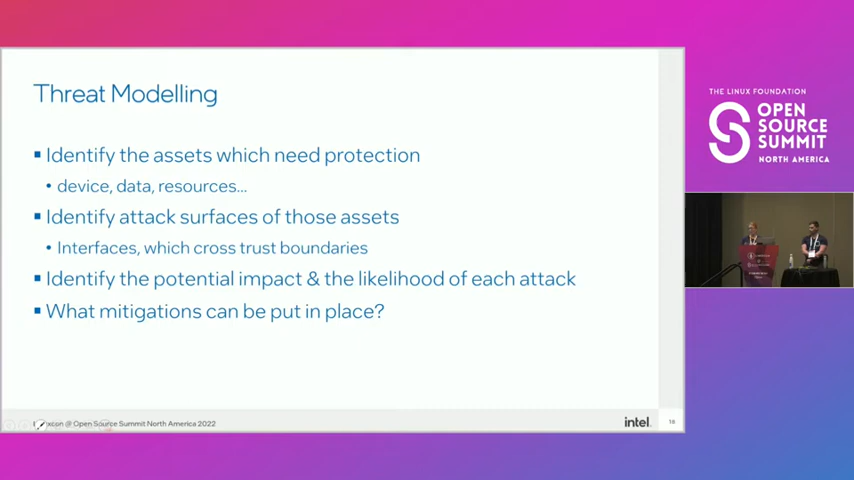 Threat Modelling
▪ Identify the assets which need protection
• device, data, resources...
▪ Identify attack surfaces of those assets
• Interfaces, which cross trust boundaries
▪ Identify the potential impact & the likelihood of each attack
▪ What mitigations can be put in place?
@ Open Source Summit North America 2022
intel.
16
THE LINUX FOUNDATION
OPEN
SOURCE
SUMMIT
NORTH AMERICA